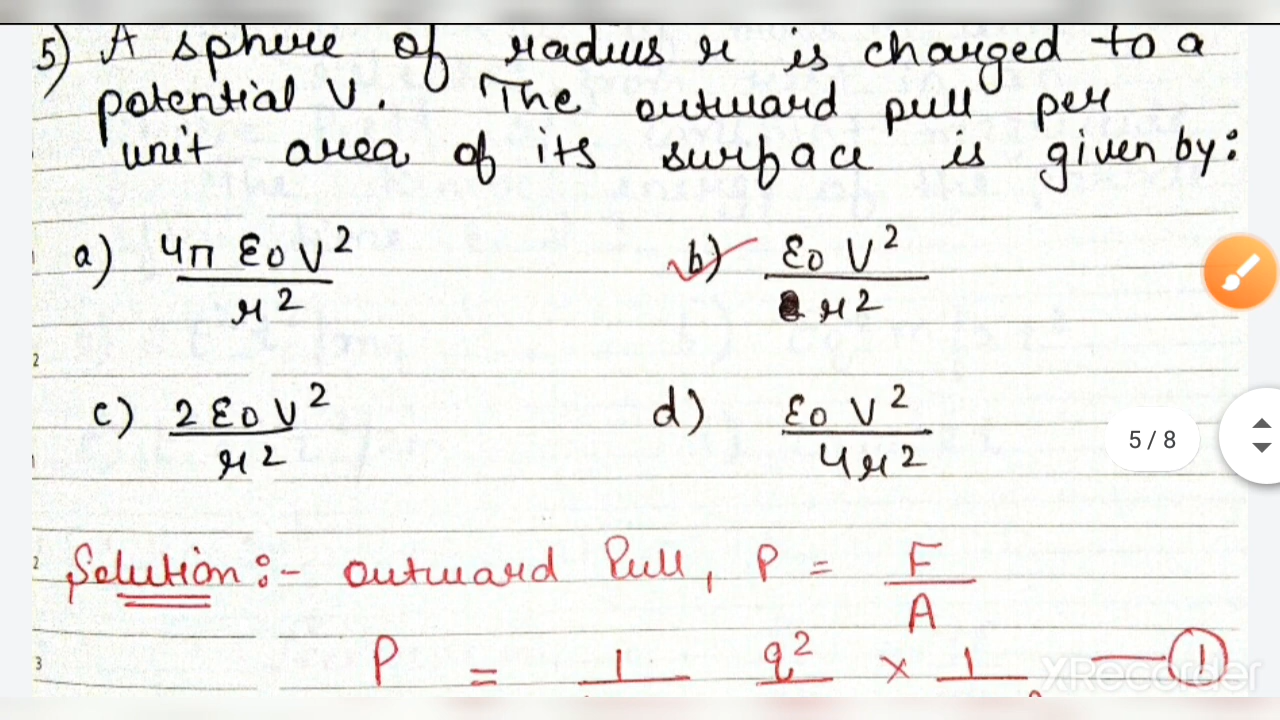 5) A sphere of radius r is charged to a
potential V. The outward pull per
unit area of its surface is given by:
a) 4π ε0 V²
r²
b) ε0 V²
r²
c) 2 ε0 V²
r²
d) ε0 V²
4r²
5 / 8
Solution:- outward Pull, P = F
A
P = 1 q² × 1 — 1
XRecorder